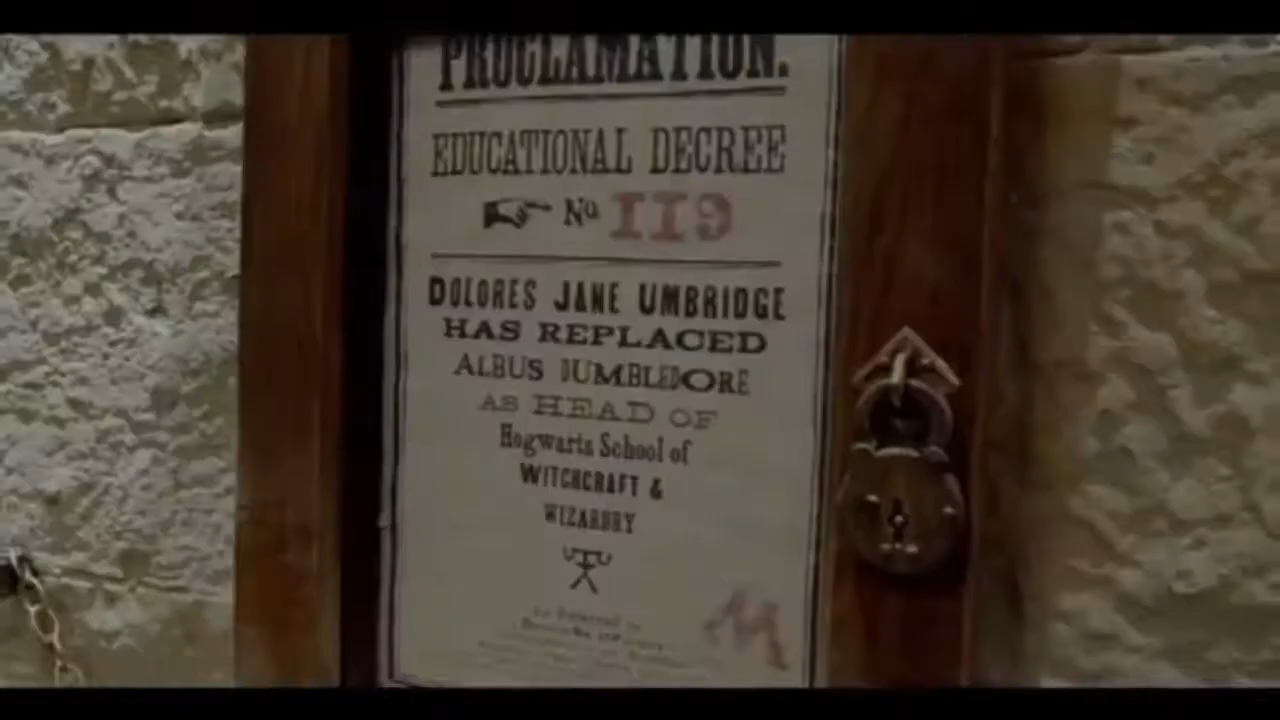 PROCLAMATION.
EDUCATIONAL DECREE
No. 119
DOLORES JANE UMBRIDGE
HAS REPLACED
ALBUS DUMBLEDORE
AS HEAD OF
Hogwarts School of
WITCHCRAFT &
WIZARDRY
M